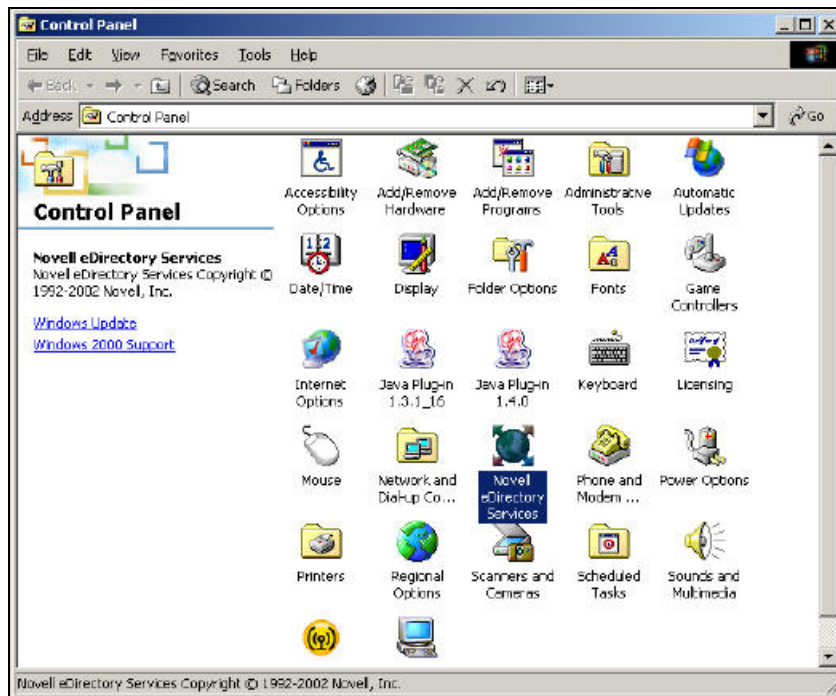 Control Panel
File Edit View Favorites Tools Help
Back Search Folders
Address Control Panel Go
Control Panel
Novell eDirectory Services
Novell eDirectory Services Copyright ©
1992-2002 Novell, Inc.
Windows Update
Windows 2000 Support
Accessibility
Options
Add/Remove
Hardware
Add/Remove
Programs
Administrative
Tools
Automatic
Updates
Date/Time
Display
Folder Options
Fonts
Game
Controllers
Internet
Options
Java Plug-in
1.3.1_16
Java Plug-in
1.4.0
Keyboard
Licensing
Mouse
Network and
Dial-up Co...
Novell
eDirectory
Services
Phone and
Modem ...
Power Options
Printers
Regional
Options
Scanners and
Cameras
Scheduled
Tasks
Sounds and
Multimedia
Novell eDirectory Services Copyright © 1992-2002 Novell, Inc.